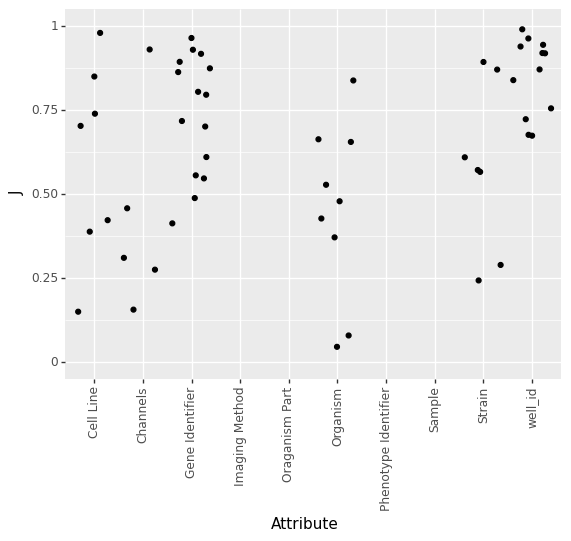 1
0.75
0.50
0.25
0
J
Cell Line
Channels
Gene Identifier
Imaging Method
Oraganism Part
Organism
Phenotype Identifier
Sample
Strain
well_id
Attribute